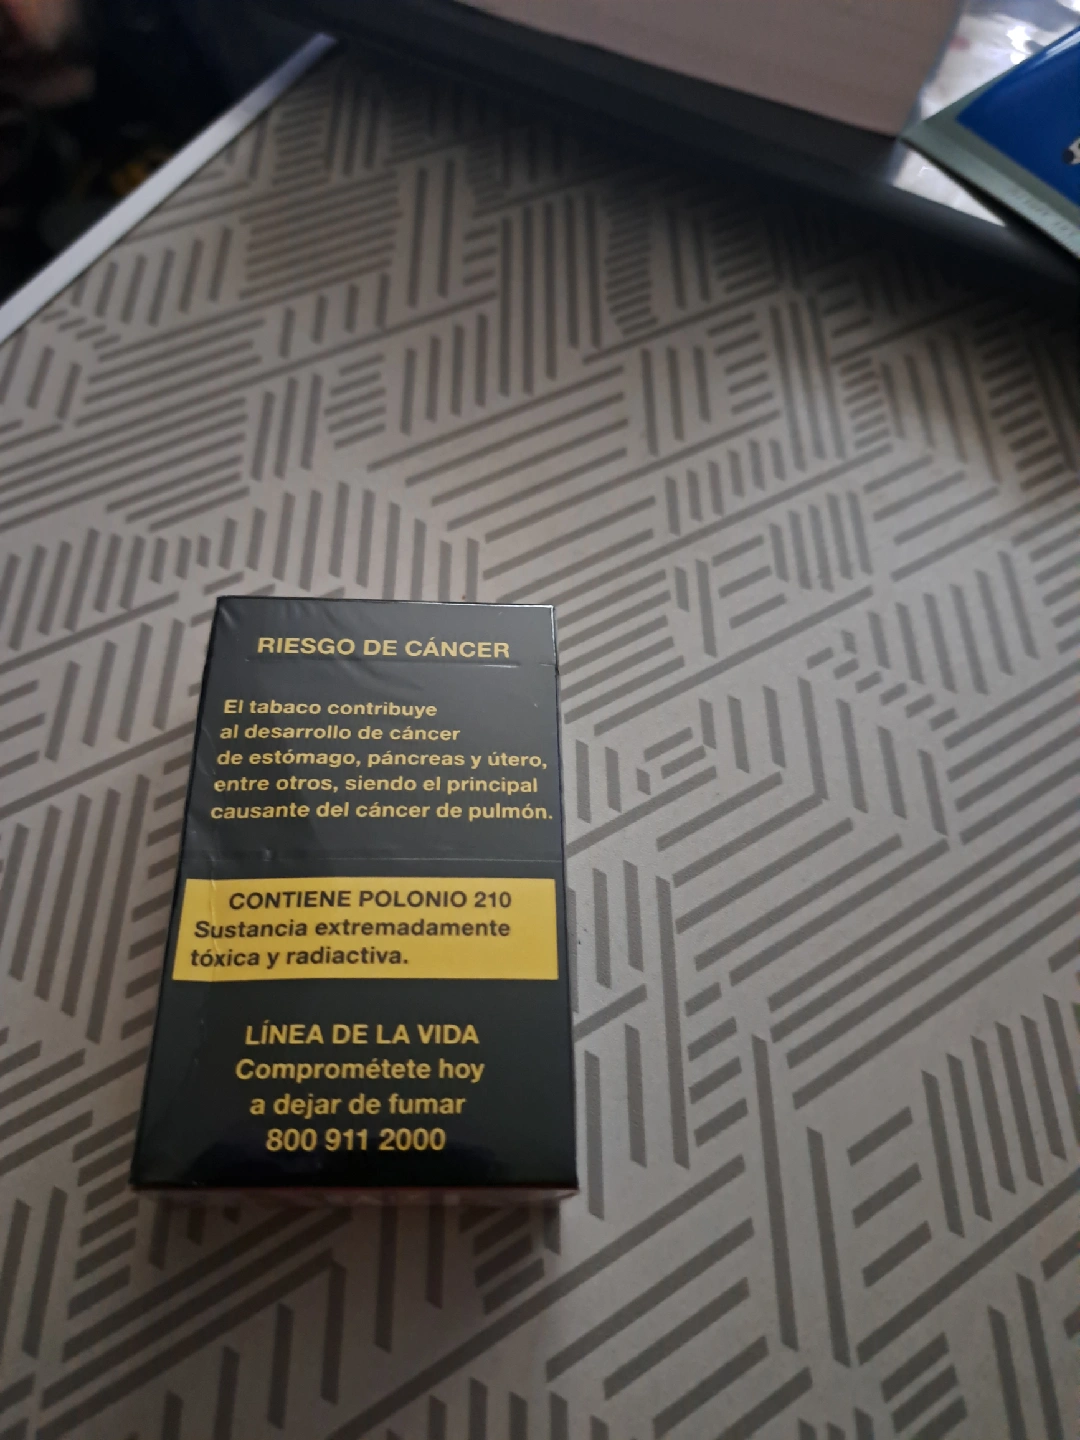 RIESGO DE CÁNCER
El tabaco contribuye
al desarrollo de cáncer
de estómago, páncreas y útero,
entre otros, siendo el principal
causante del cáncer de pulmón.
CONTIENE POLONIO 210
Sustancia extremadamente
tóxica y radiactiva.
LÍNEA DE LA VIDA
Comprométete hoy
a dejar de fumar
800 911 2000